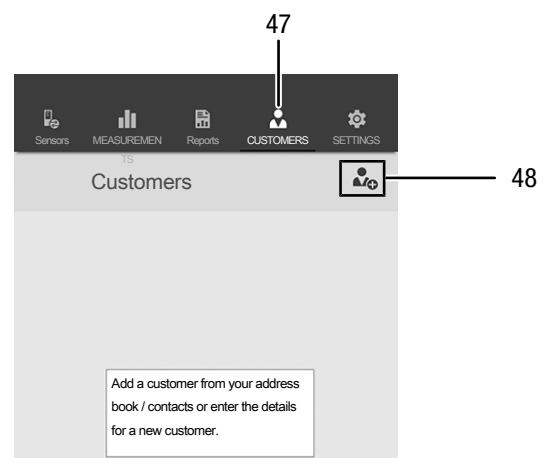 47
Sensors MEASUREMEN Reports CUSTOMERS SETTINGS
TS
Customers
48
Add a customer from your address
book / contacts or enter the details
for a new customer.